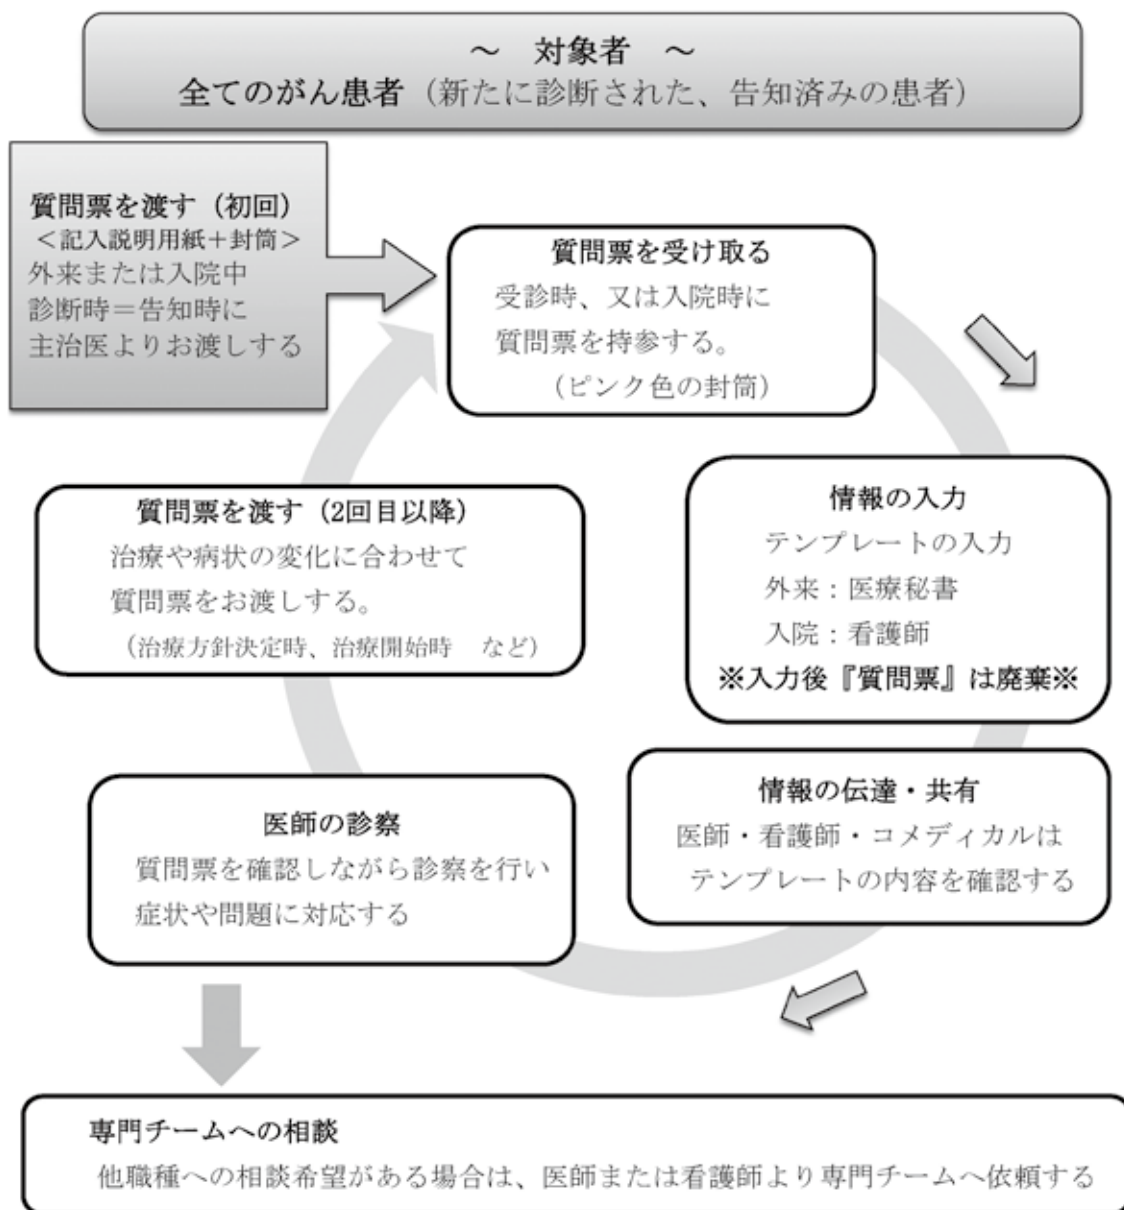 ～　対象者　～
全てのがん患者（新たに診断された、告知済みの患者）
質問票を渡す（初回）
＜記入説明用紙＋封筒＞
外来または入院中
診断時＝告知時に
主治医よりお渡しする
質問票を受け取る
受診時、又は入院時に
質問票を持参する。
（ピンク色の封筒）
情報の入力
テンプレートの入力
外来：医療秘書
入院：看護師
※入力後『質問票』は廃棄※
情報の伝達・共有
医師・看護師・コメディカルは
テンプレートの内容を確認する
医師の診察
質問票を確認しながら診察を行い
症状や問題に対応する
質問票を渡す（2回目以降）
治療や病状の変化に合わせて
質問票をお渡しする。
（治療方針決定時、治療開始時　など）
専門チームへの相談
他職種への相談希望がある場合は、医師または看護師より専門チームへ依頼する